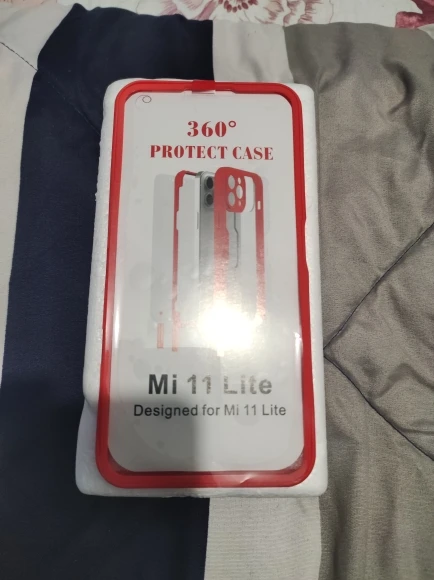 360°
PROTECT CASE
Mi 11 Lite
Designed for Mi 11 Lite